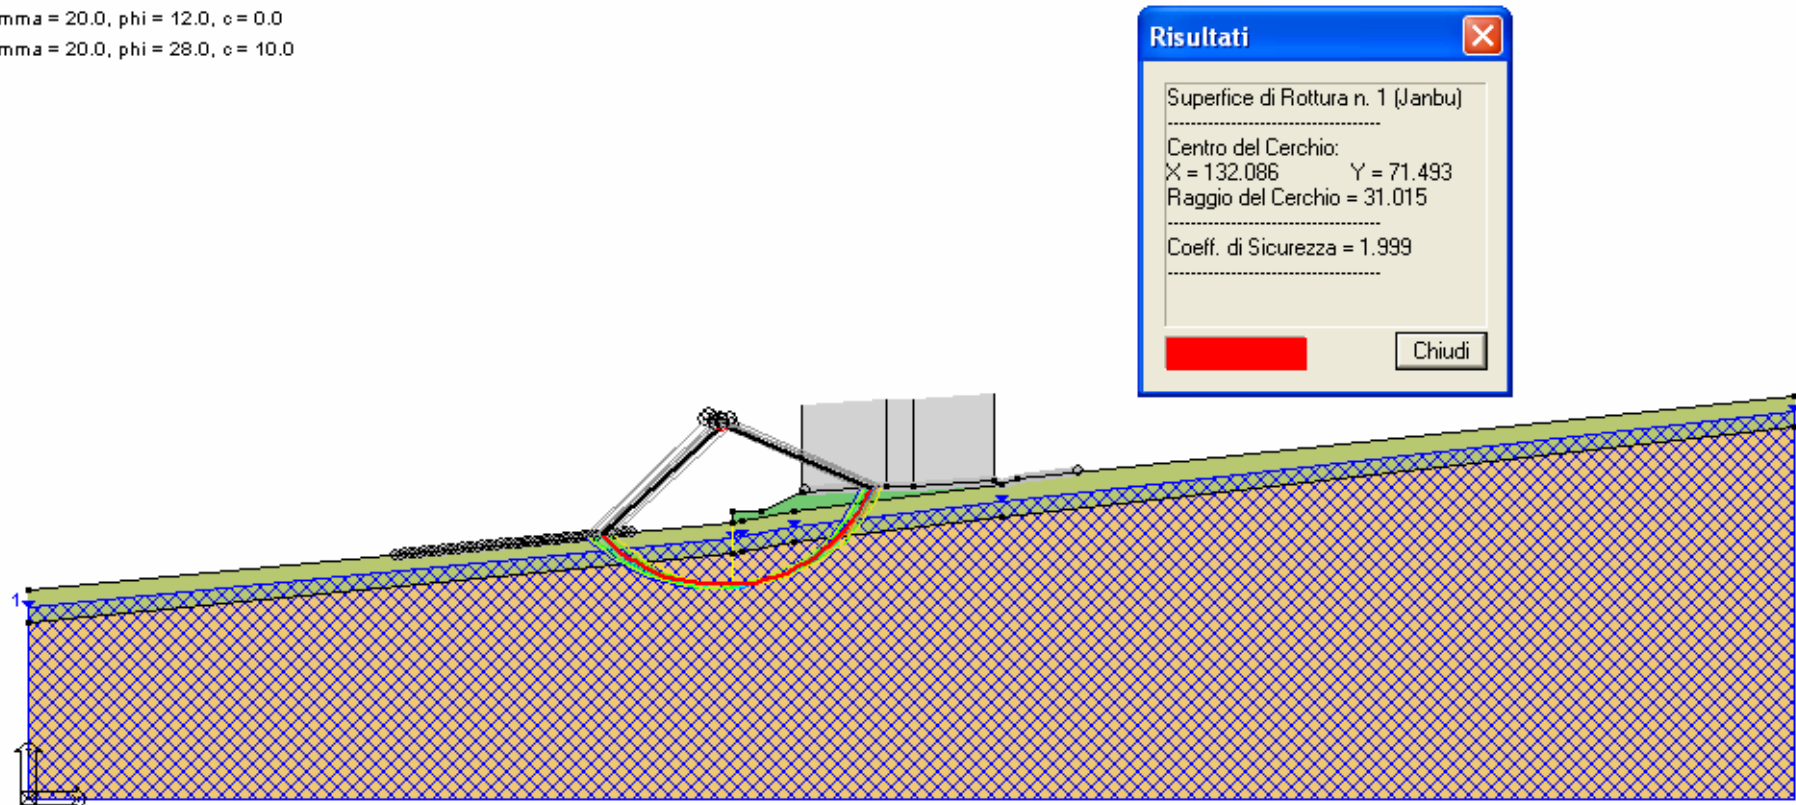 mma = 20.0, phi = 12.0, c = 0.0
mma = 20.0, phi = 28.0, c = 10.0
Risultati
Superfice di Rottura n. 1 (Janbu)
--------------------------------
Centro del Cerchio:
X = 132.086 Y = 71.493
Raggio del Cerchio = 31.015
--------------------------------
Coeff. di Sicurezza = 1.999
--------------------------------
Chiudi
1